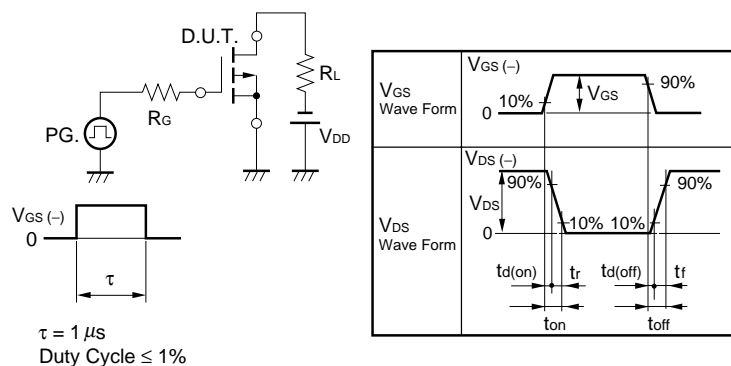 D.U.T.
RL
RG
PG.
VDD
VGS (−)
0
τ
τ = 1 μs
Duty Cycle ≤ 1%
VGS
Wave Form
VGS (−)
10%
0
VGS
90%
VDS
Wave Form
VDS (−)
90%
VDS
0
10% 10%
90%
td(on) tr td(off) tf
ton toff